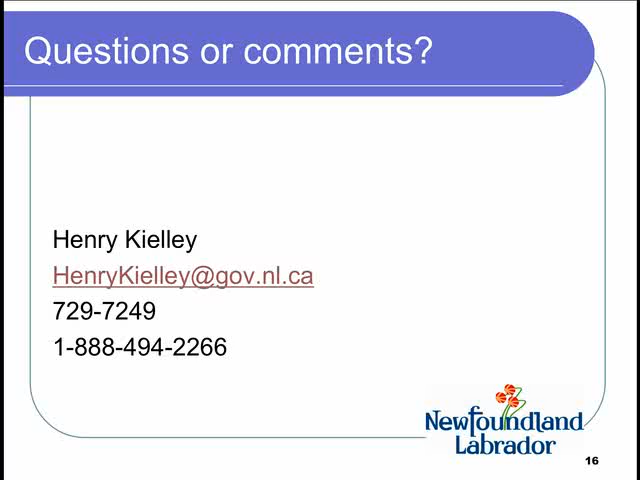 Questions or comments?
Henry Kielley
HenryKielley@gov.nl.ca
729-7249
1-888-494-2266
Newfoundland
Labrador
16